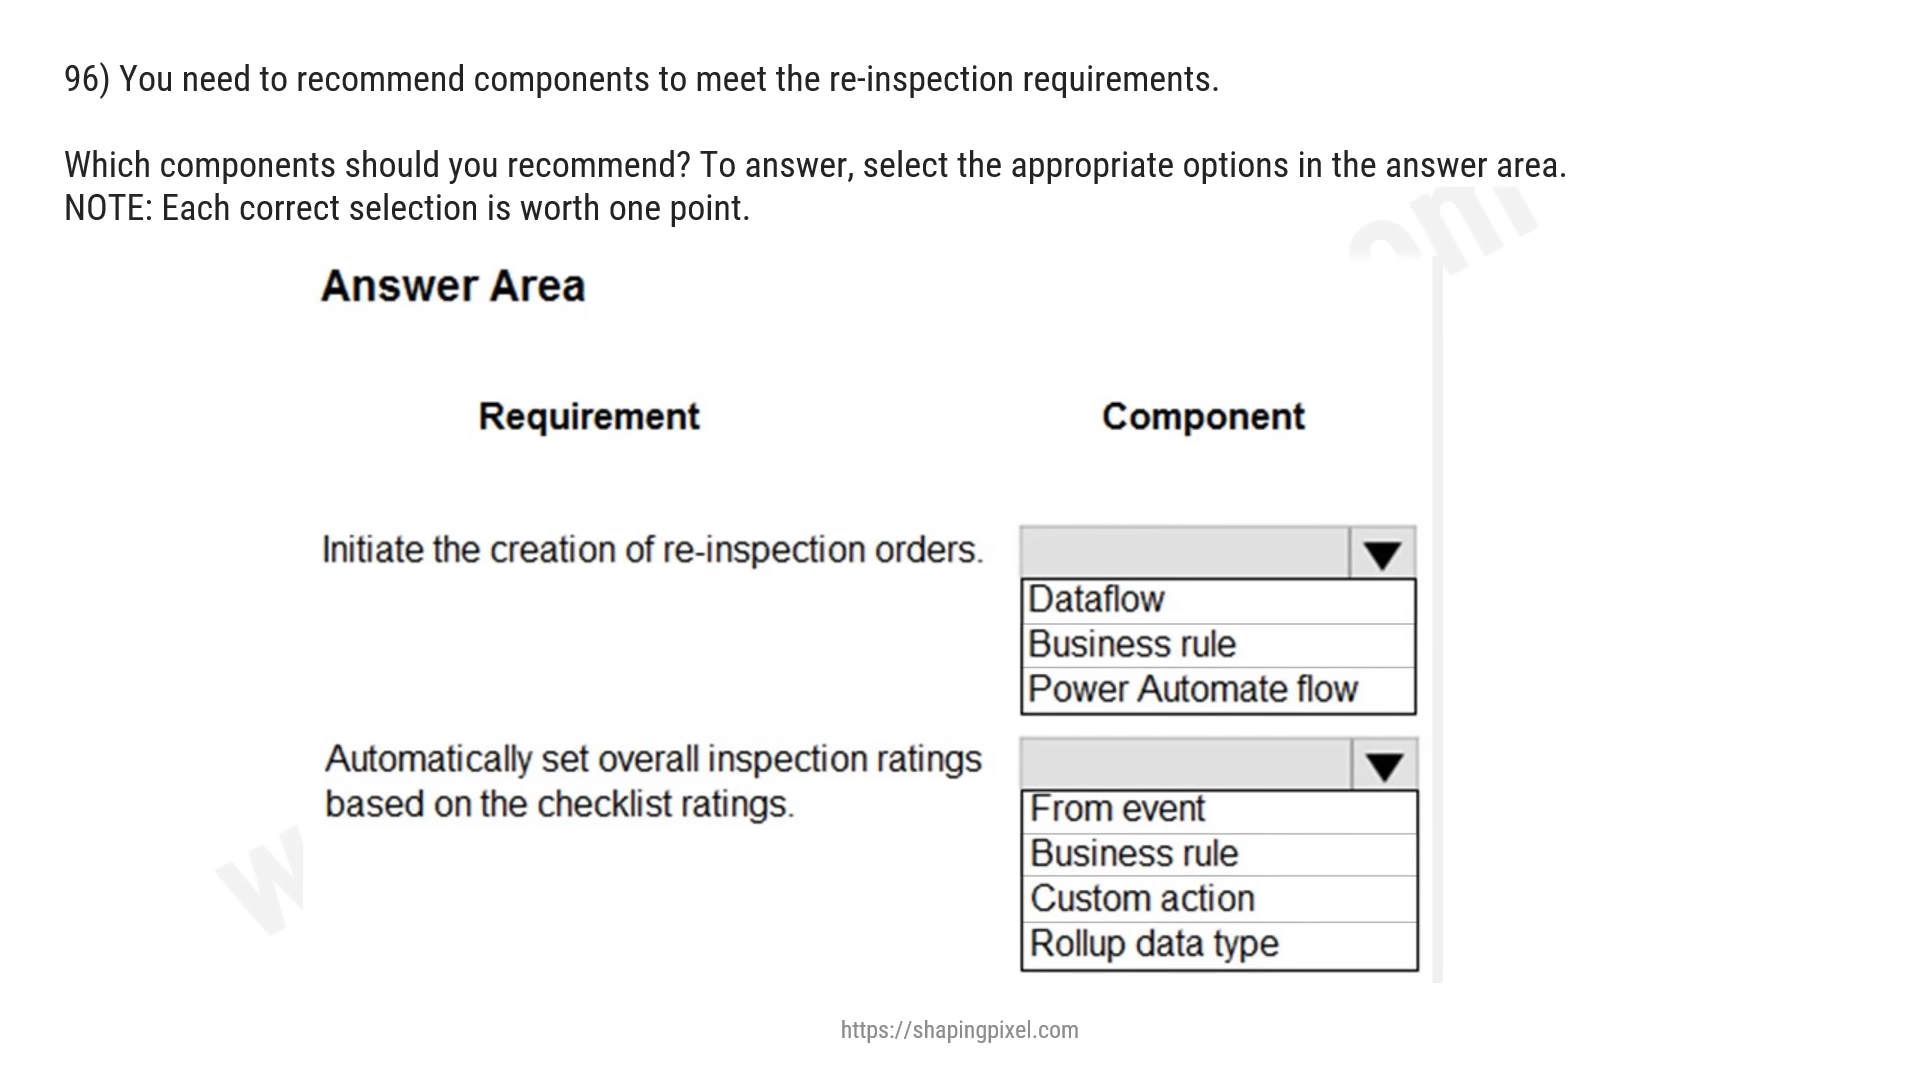 96) You need to recommend components to meet the re-inspection requirements.
Which components should you recommend? To answer, select the appropriate options in the answer area.
NOTE: Each correct selection is worth one point.
om
Answer Area
Requirement
Component
Initiate the creation of re-inspection orders.
Dataflow
Business rule
Power Automate flow
Automatically set overall inspection ratings
based on the checklist ratings.
From event
Business rule
Custom action
Rollup data type
w
https://shapingpixel.com